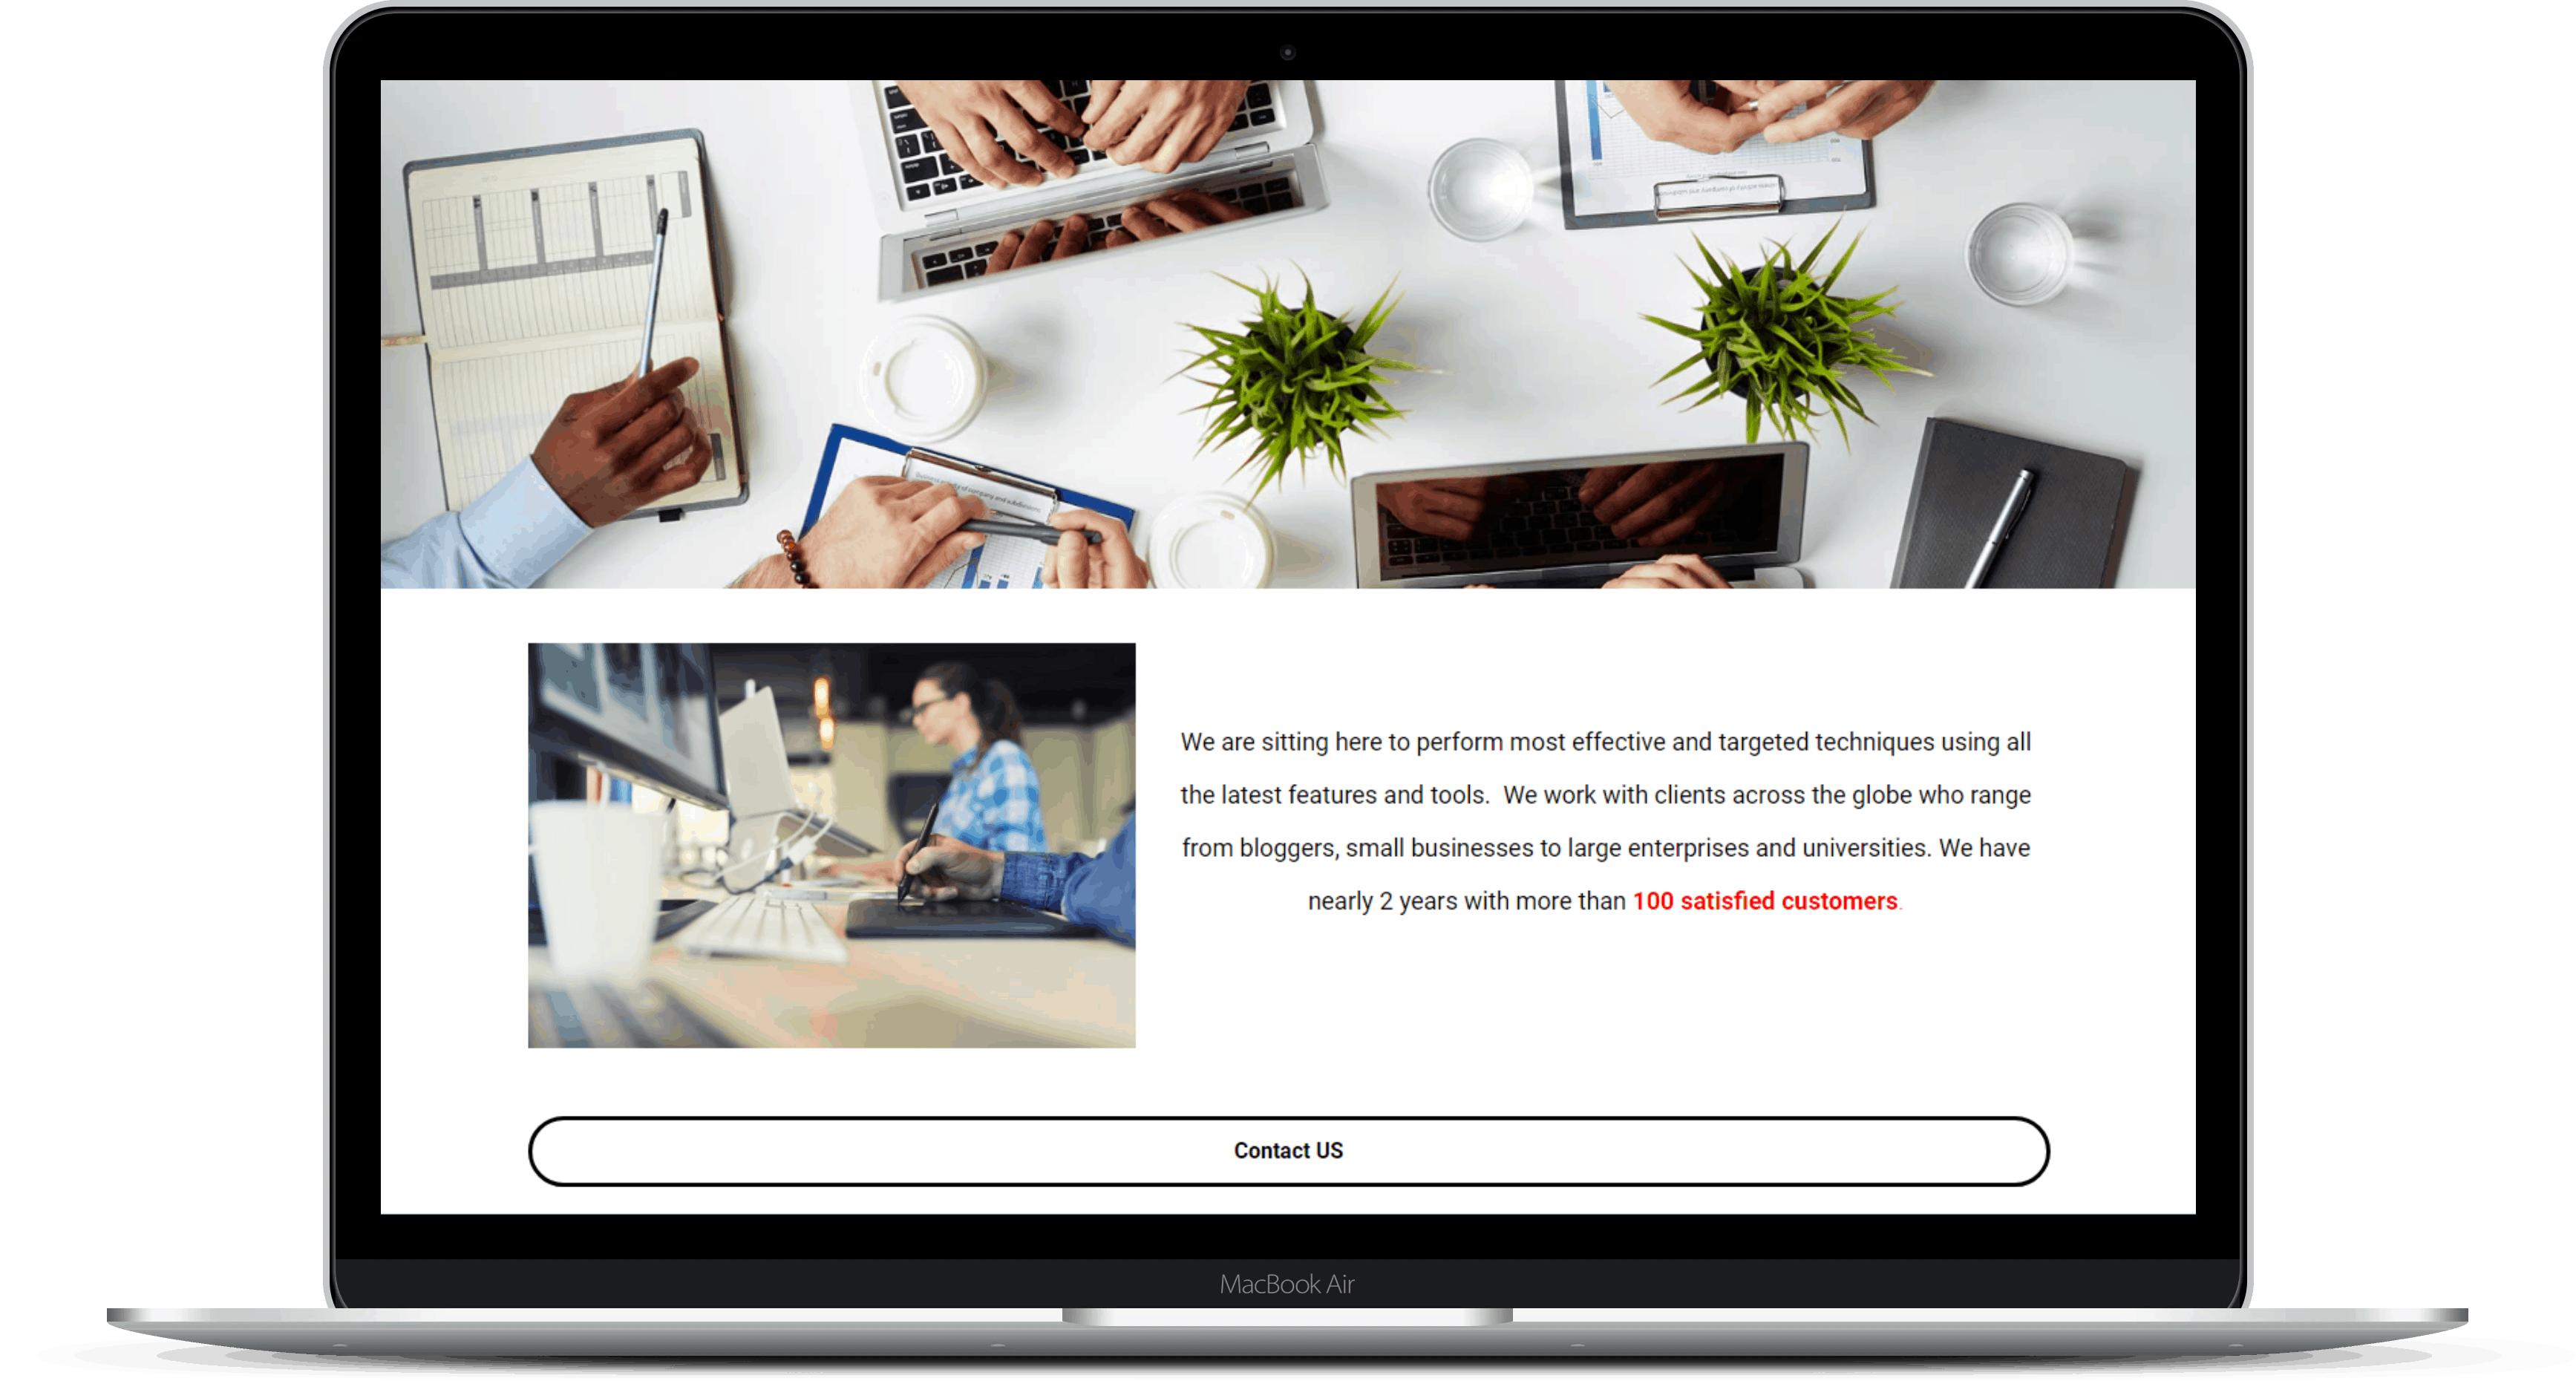 We are sitting here to perform most effective and targeted techniques using all
the latest features and tools.  We work with clients across the globe who range
from bloggers, small businesses to large enterprises and universities. We have
nearly 2 years with more than 100 satisfied customers.
Contact US
MacBook Air